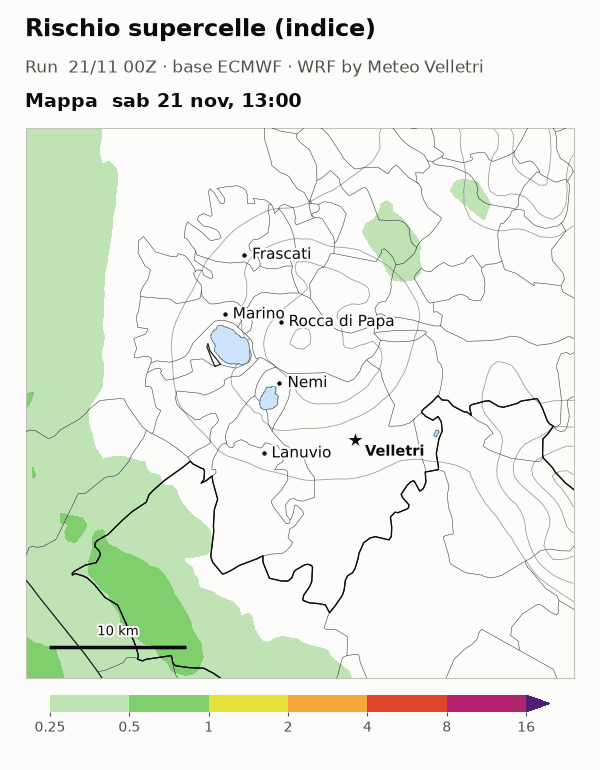 Rischio supercelle (indice)
Run  21/11 00Z · base ECMWF · WRF by Meteo Velletri
Mappa  sab 21 nov, 13:00
Frascati
Marino
Rocca di Papa
Nemi
Velletri
Lanuvio
10 km
0.25 0.5 1 2 4 8 16